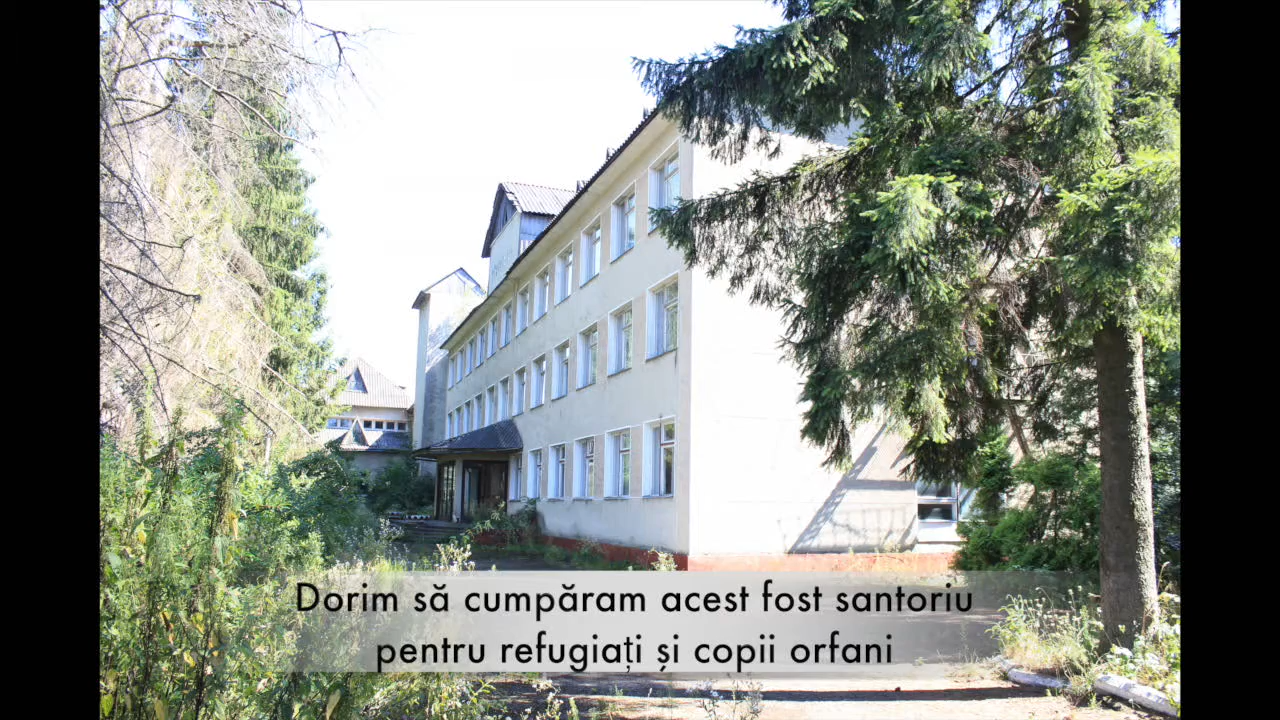 Dorim să cumpăram acest fost santoriu
pentru refugiați și copii orfani